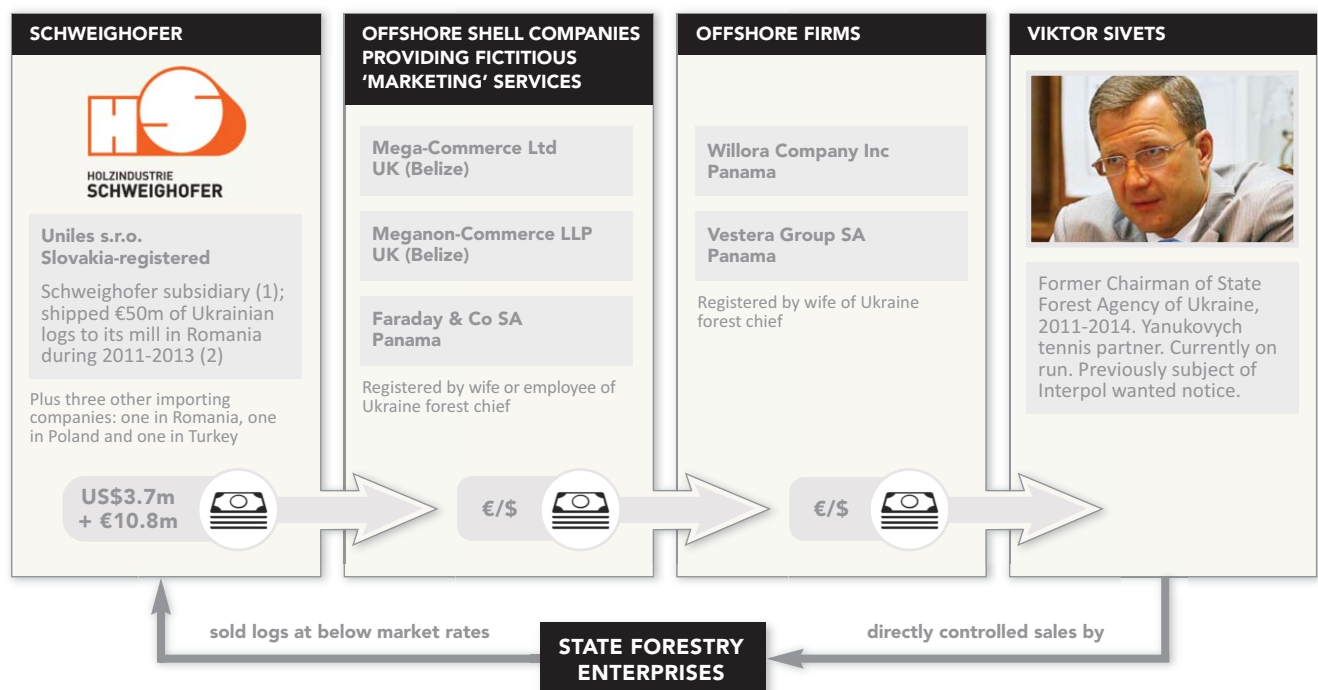 SCHWEIGHOFER
HS
HOLZINDUSTRIE
SCHWEIGHOFER
Uniles s.r.o.
Slovakia-registered
Schweighofer subsidiary (1);
shipped €50m of Ukrainian
logs to its mill in Romania
during 2011-2013 (2)
Plus three other importing
companies: one in Romania, one
in Poland and one in Turkey
US$3.7m
+ €10.8m
OFFSHORE SHELL COMPANIES
PROVIDING FICTITIOUS
‘MARKETING’ SERVICES
Mega-Commerce Ltd
UK (Belize)
Meganon-Commerce LLP
UK (Belize)
Faraday & Co SA
Panama
Registered by wife or employee of
Ukraine forest chief
€/$
OFFSHORE FIRMS
Willora Company Inc
Panama
Vestera Group SA
Panama
Registered by wife of Ukraine
forest chief
€/$
VIKTOR SIVETS
Former Chairman of State
Forest Agency of Ukraine,
2011-2014. Yanukovych
tennis partner. Currently on
run. Previously subject of
Interpol wanted notice.
sold logs at below market rates
STATE FORESTRY
ENTERPRISES
directly controlled sales by